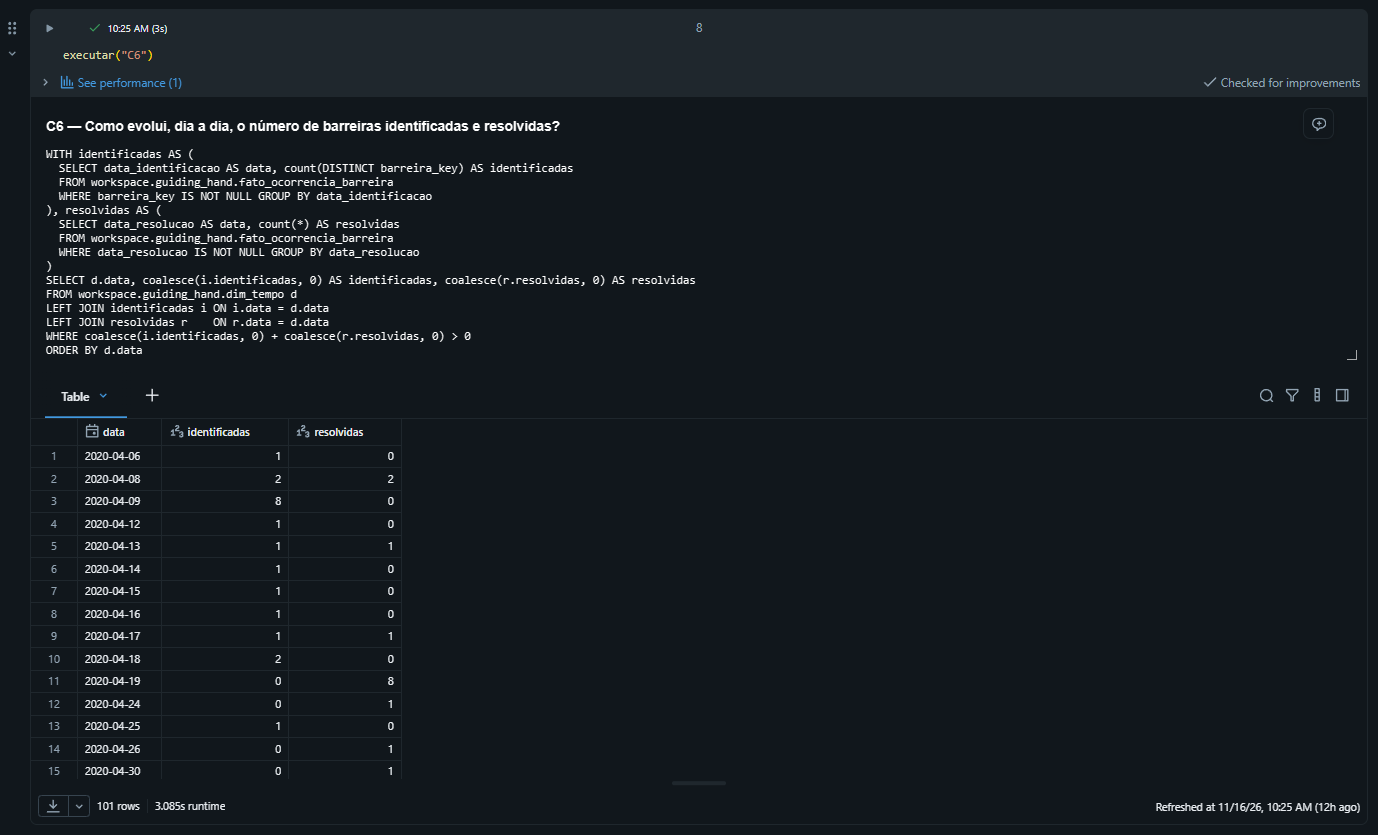 10:25 AM (3s)
8
executar("C6")
See performance (1)
Checked for improvements
C6 — Como evolui, dia a dia, o número de barreiras identificadas e resolvidas?
WITH identificadas AS (
  SELECT data_identificacao AS data, count(DISTINCT barreira_key) AS identificadas
  FROM workspace.guiding_hand.fato_ocorrencia_barreira
  WHERE barreira_key IS NOT NULL GROUP BY data_identificacao
), resolvidas AS (
  SELECT data_resolucao AS data, count(*) AS resolvidas
  FROM workspace.guiding_hand.fato_ocorrencia_barreira
  WHERE data_resolucao IS NOT NULL GROUP BY data_resolucao
)
SELECT d.data, coalesce(i.identificadas, 0) AS identificadas, coalesce(r.resolvidas, 0) AS resolvidas
FROM workspace.guiding_hand.dim_tempo d
LEFT JOIN identificadas i ON i.data = d.data
LEFT JOIN resolvidas r    ON r.data = d.data
WHERE coalesce(i.identificadas, 0) + coalesce(r.resolvidas, 0) > 0
ORDER BY d.data
Table
data identificadas resolvidas
1 2020-04-06 1 0
2 2020-04-08 2 2
3 2020-04-09 8 0
4 2020-04-12 1 0
5 2020-04-13 1 1
6 2020-04-14 1 0
7 2020-04-15 1 0
8 2020-04-16 1 0
9 2020-04-17 1 1
10 2020-04-18 2 0
11 2020-04-19 0 8
12 2020-04-24 0 1
13 2020-04-25 1 0
14 2020-04-26 0 1
15 2020-04-30 0 1
101 rows 3.085s runtime
Refreshed at 11/16/26, 10:25 AM (12h ago)